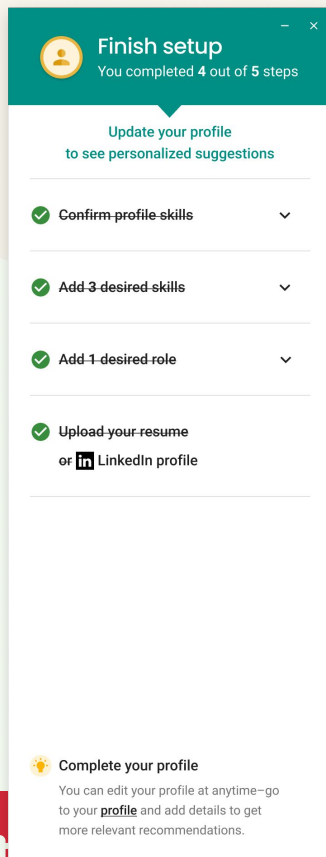 Finish setup
You completed 4 out of 5 steps
Update your profile
to see personalized suggestions
Confirm profile skills
Add 3 desired skills
Add 1 desired role
Upload your resume
or in LinkedIn profile
Complete your profile
You can edit your profile at anytime–go
to your profile and add details to get
more relevant recommendations.